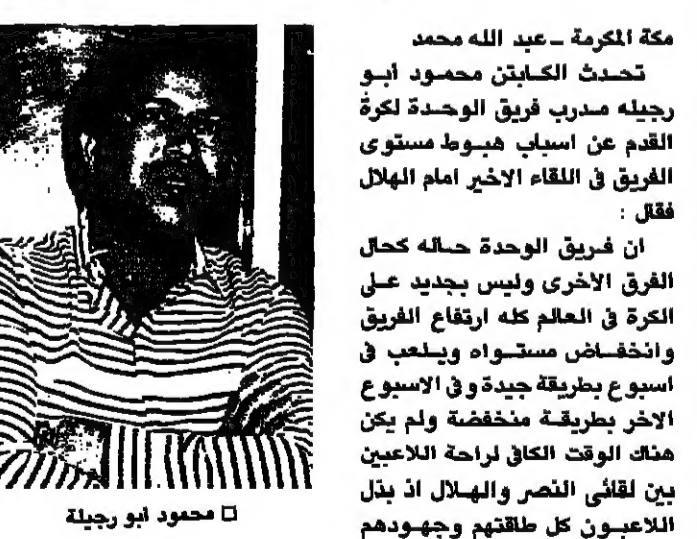 مكة المكرمة ــ عبد الله محمد
تحدث الكابتن محمود أبو
رجيله مدرب فريق الوحدة لكرة
القدم عن اسباب هبوط مستوى
الفريق في اللقاء الاخير امام الهلال
فقال :
ان فريق الوحدة حاله كحال
الفرق الأخرى وليس بجديد على
الكرة في العالم كله ارتفاع الفريق
وانخفاض مستواه ويلعب في
اسبوع بطريقة جيدة وفي الاسبوع
الاخر بطريقة منخفضة ولم يكن
هناك الوقت الكافي لراحة اللاعبين
بين لقائى النصر والهلال اذ بذل
اللاعبون كل طاقتهم وجهودهم
□ محمود ابو رجيلة